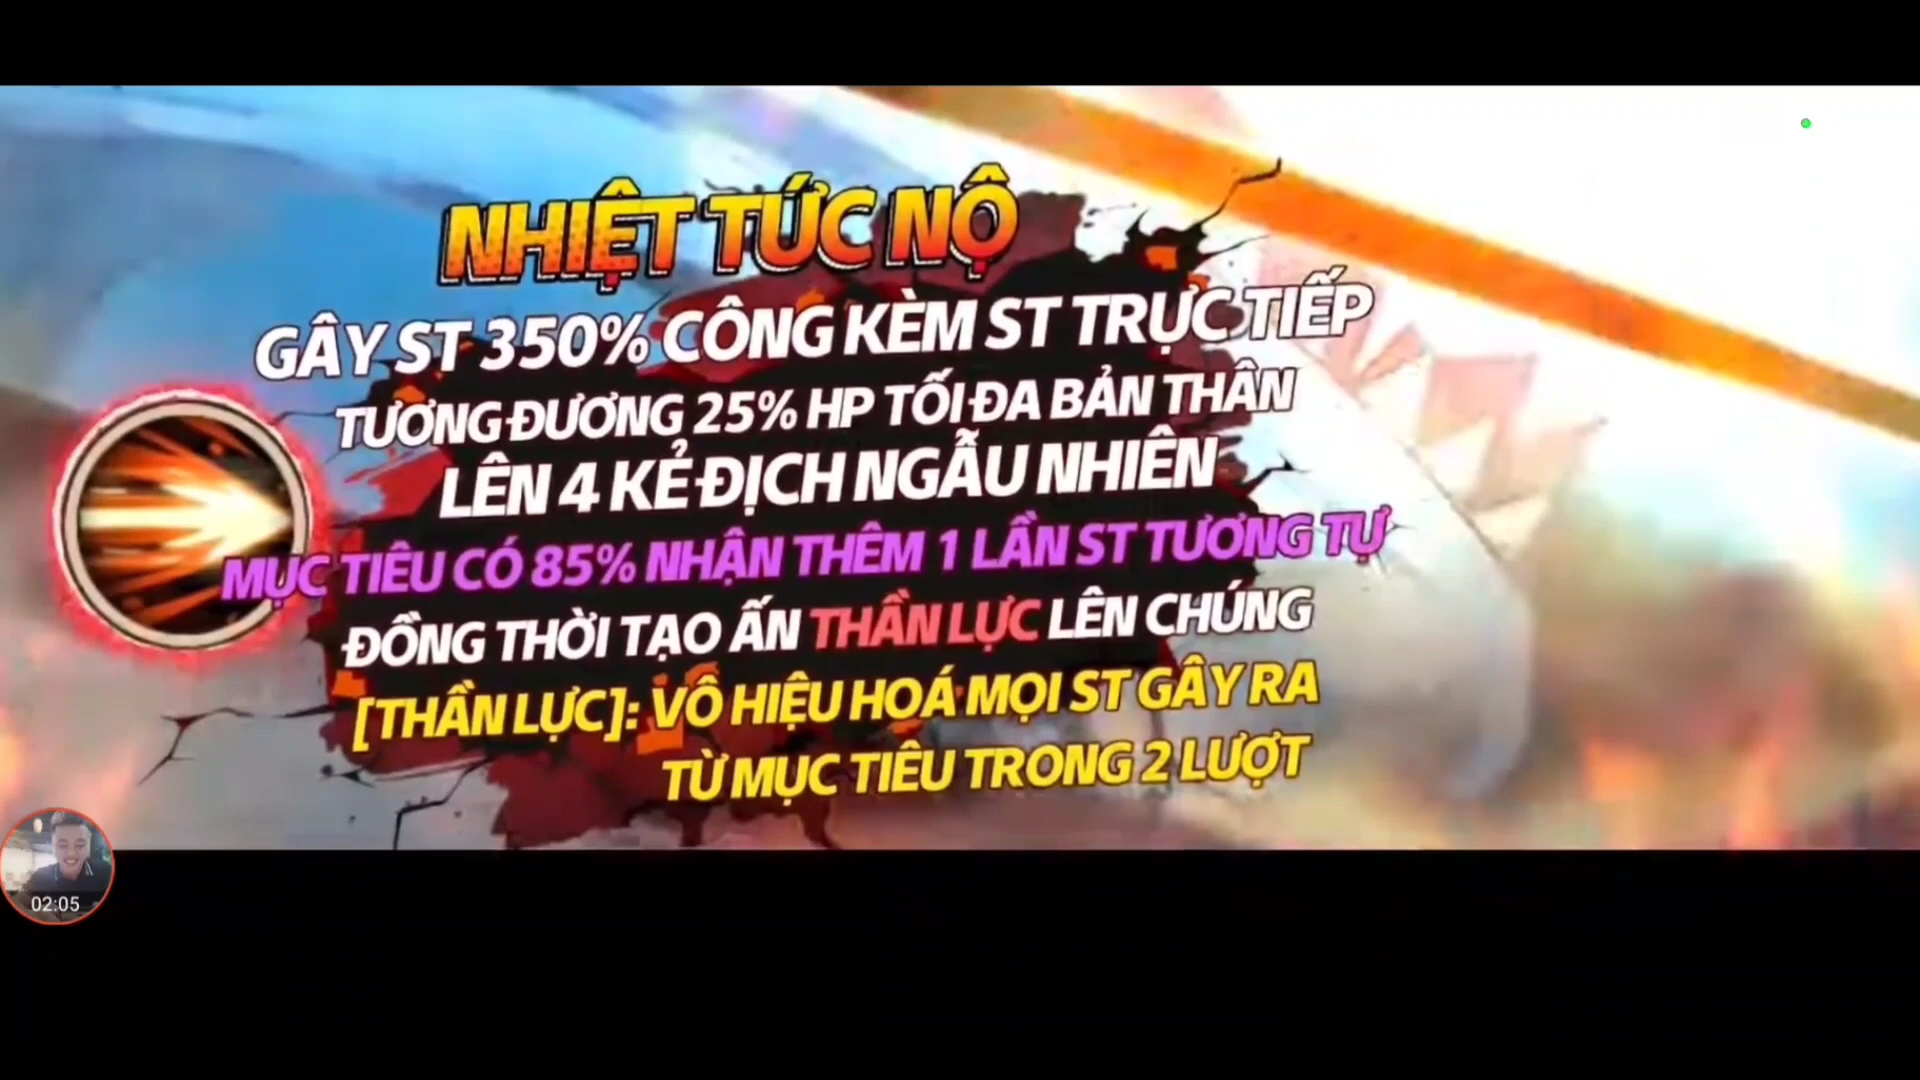 NHIỆT TỨC NỘ
GÂY ST 350% CÔNG KÈM ST TRỰC TIẾP
TƯƠNG ĐƯƠNG 25% HP TỐI ĐA BẢN THÂN
LÊN 4 KẺ ĐỊCH NGẪU NHIÊN
MỤC TIÊU CÓ 85% NHẬN THÊM 1 LẦN ST TƯƠNG TỰ
ĐỒNG THỜI TẠO ẤN THẦN LỰC LÊN CHÚNG
[THẦN LỰC]: VÔ HIỆU HOÁ MỌI ST GÂY RA
TỪ MỤC TIÊU TRONG 2 LƯỢT
02:05